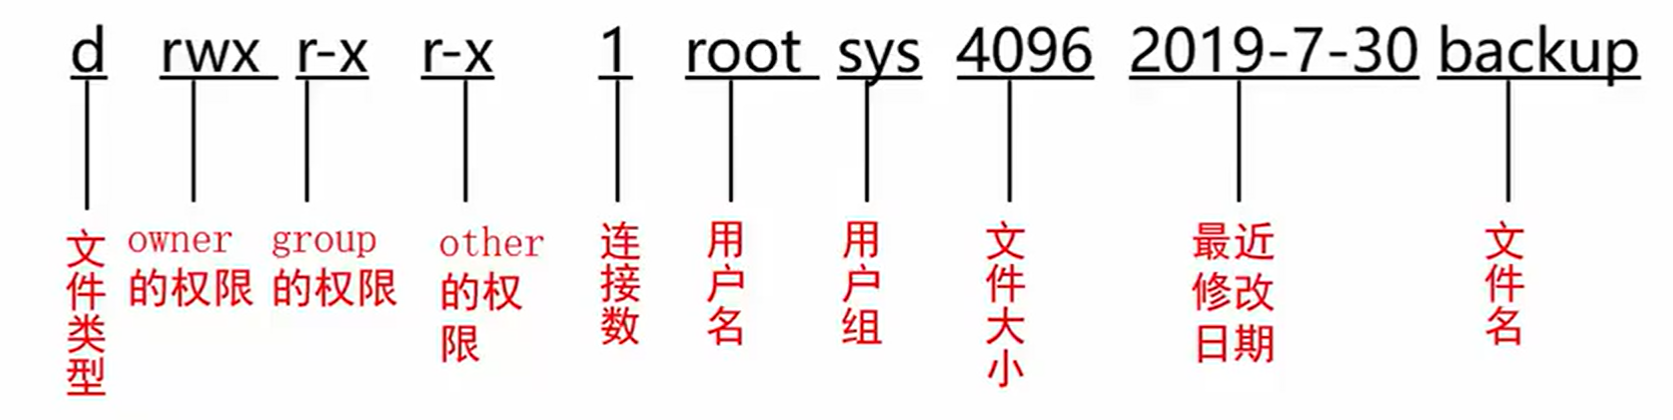 d rwx r-x r-x 1 root sys 4096 2019-7-30 backup
文件类型
owner
的权限
group
的权限
other
的权
限
连接数
用户名
用户组
文件大小
最近
修改
日期
文件名